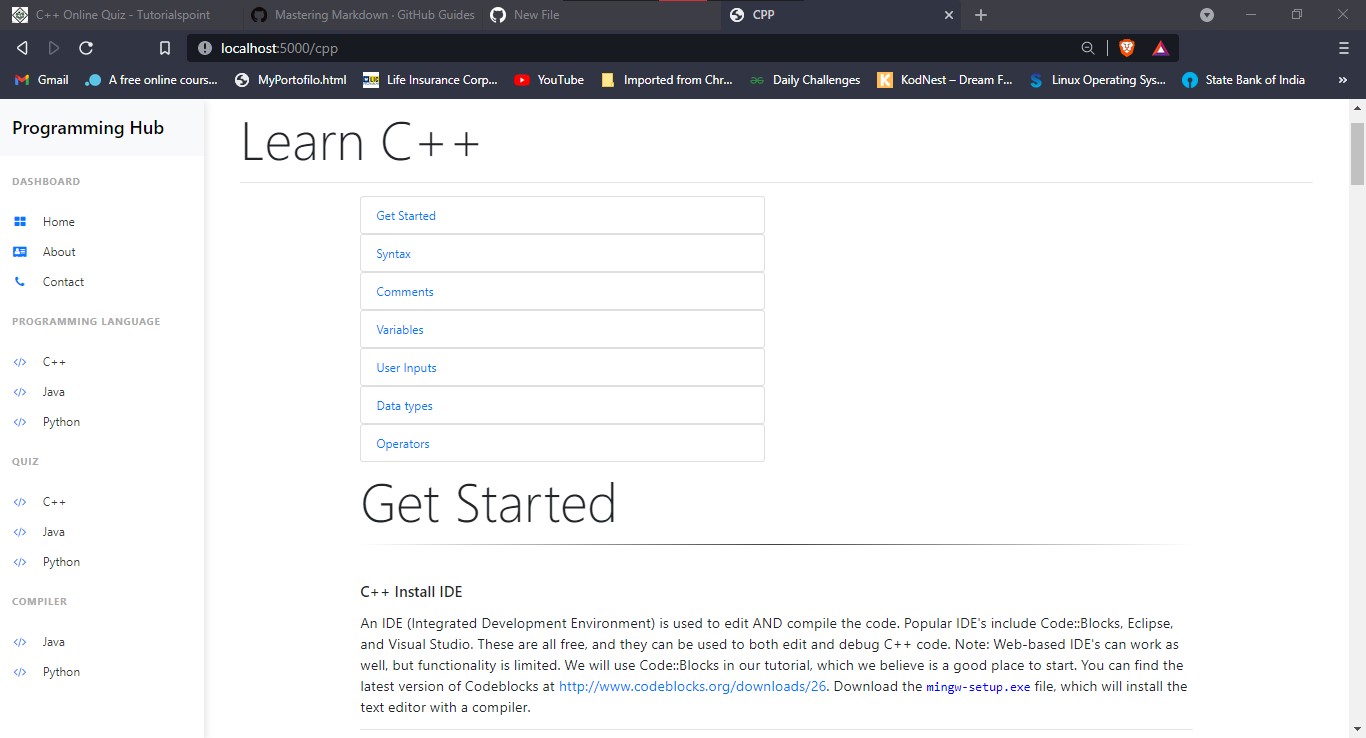 C++ Online Quiz - Tutorialspoint
Mastering Markdown · GitHub Guides
New File
CPP
localhost:5000/cpp
Gmail
A free online cours...
MyPortofilo.html
Life Insurance Corp...
YouTube
Imported from Chr...
Daily Challenges
KodNest – Dream F...
Linux Operating Sys...
State Bank of India
»
Programming Hub
DASHBOARD
Home
About
Contact
PROGRAMMING LANGUAGE
C++
Java
Python
QUIZ
C++
Java
Python
COMPILER
Java
Python
Learn C++
Get Started
Syntax
Comments
Variables
User Inputs
Data types
Operators
Get Started
C++ Install IDE
An IDE (Integrated Development Environment) is used to edit AND compile the code. Popular IDE's include Code::Blocks, Eclipse,
and Visual Studio. These are all free, and they can be used to both edit and debug C++ code. Note: Web-based IDE's can work as
well, but functionality is limited. We will use Code::Blocks in our tutorial, which we believe is a good place to start. You can find the
latest version of Codeblocks at http://www.codeblocks.org/downloads/26. Download the mingw-setup.exe file, which will install the
text editor with a compiler.